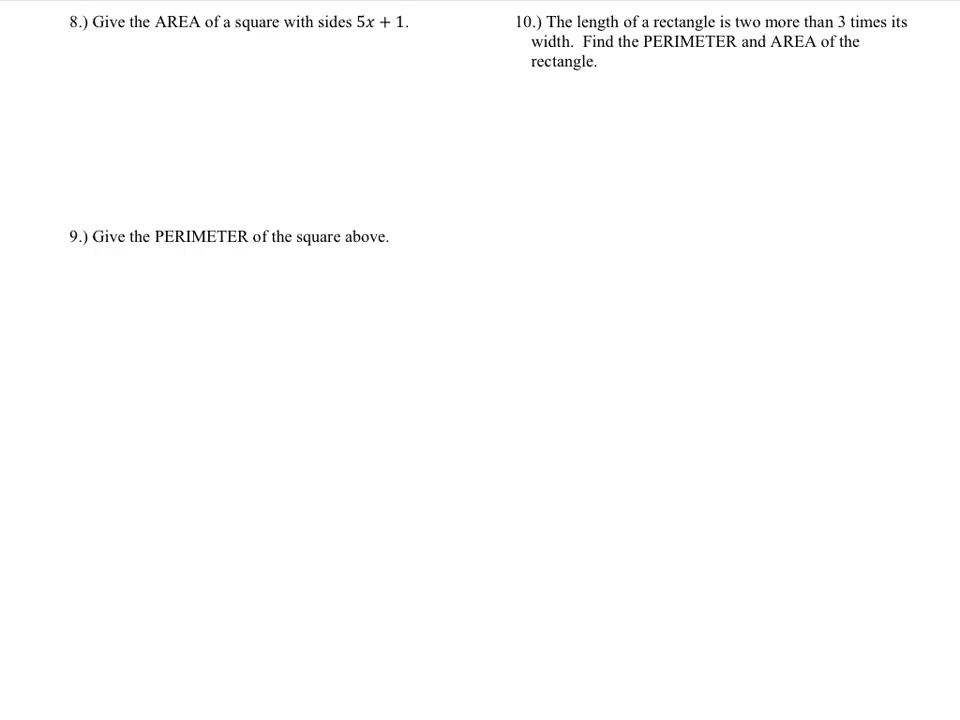 8.) Give the AREA of a square with sides 5𝑥 + 1.
9.) Give the PERIMETER of the square above.
10.) The length of a rectangle is two more than 3 times its
width.  Find the PERIMETER and AREA of the
rectangle.